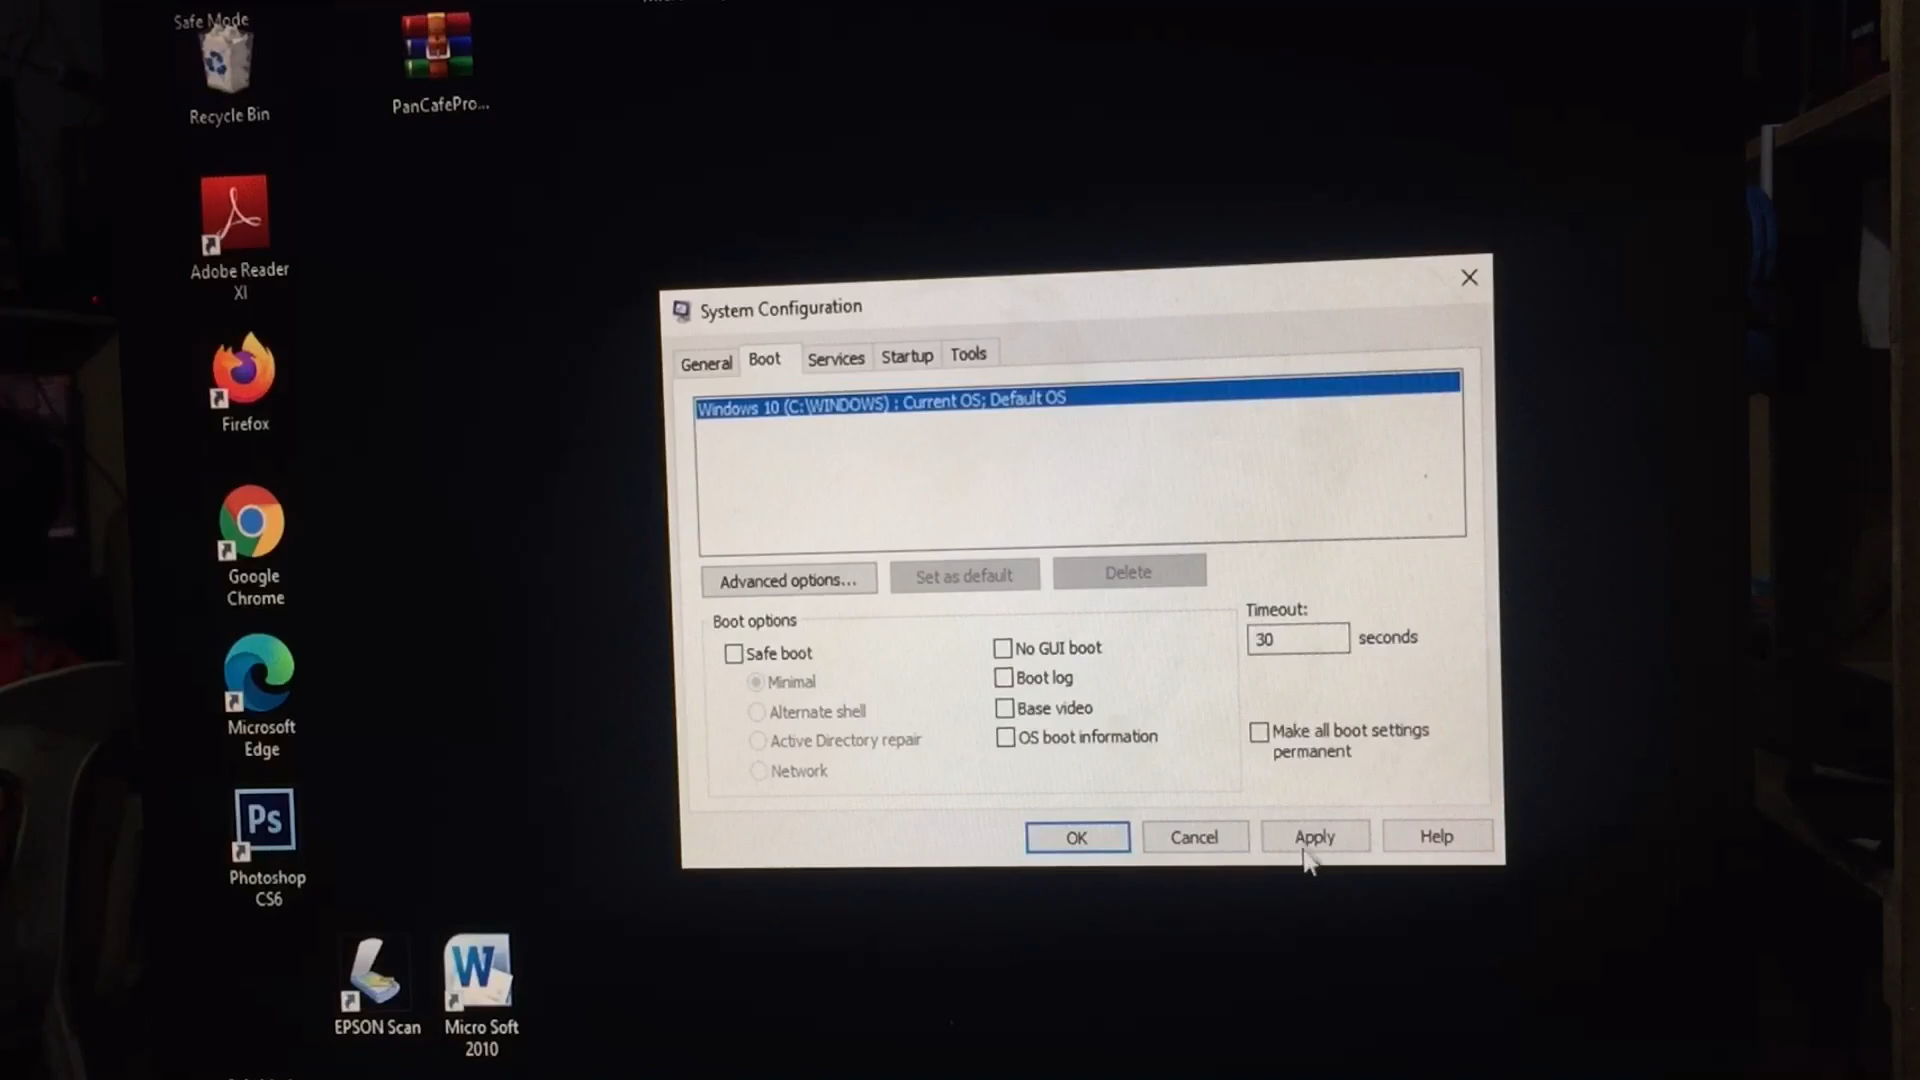 Safe Mode
Recycle Bin
PanCafePro...
Adobe Reader
XI
Firefox
Google
Chrome
Microsoft
Edge
Ps
Photoshop
CS6
EPSON Scan
W
Micro Soft
2010
System Configuration
General
Boot
Services
Startup
Tools
Windows 10 (C:\WINDOWS) : Current OS; Default OS
Advanced options...
Set as default
Delete
Boot options
Safe boot
Minimal
Alternate shell
Active Directory repair
Network
No GUI boot
Boot log
Base video
OS boot information
Timeout:
30
seconds
Make all boot settings
permanent
OK
Cancel
Apply
Help